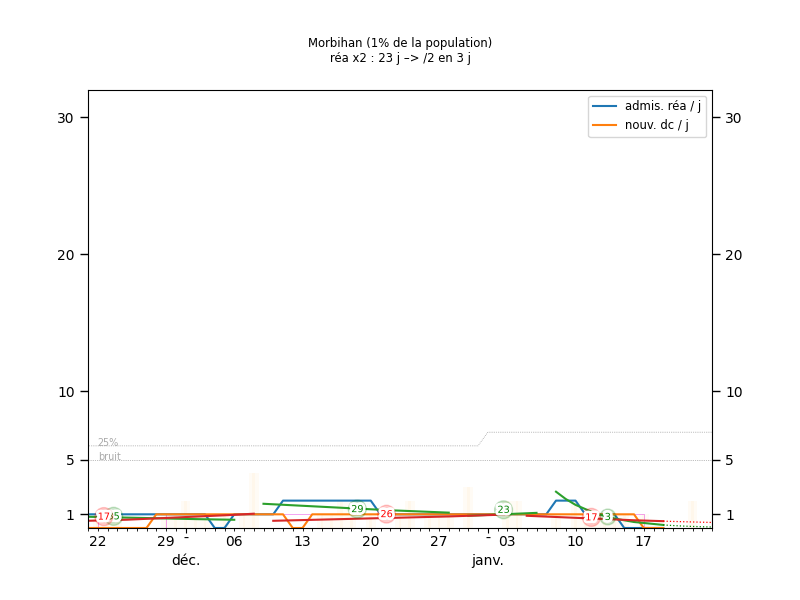 Morbihan (1% de la population)
réa x2 : 23 j –> /2 en 3 j
admis. réa / j
nouv. dc / j
30 30
20 20
10 10
25%
bruit
5 5
29 23
17 26 17 3
1 1
22 29 06 13 20 27 03 10 17
déc. janv.